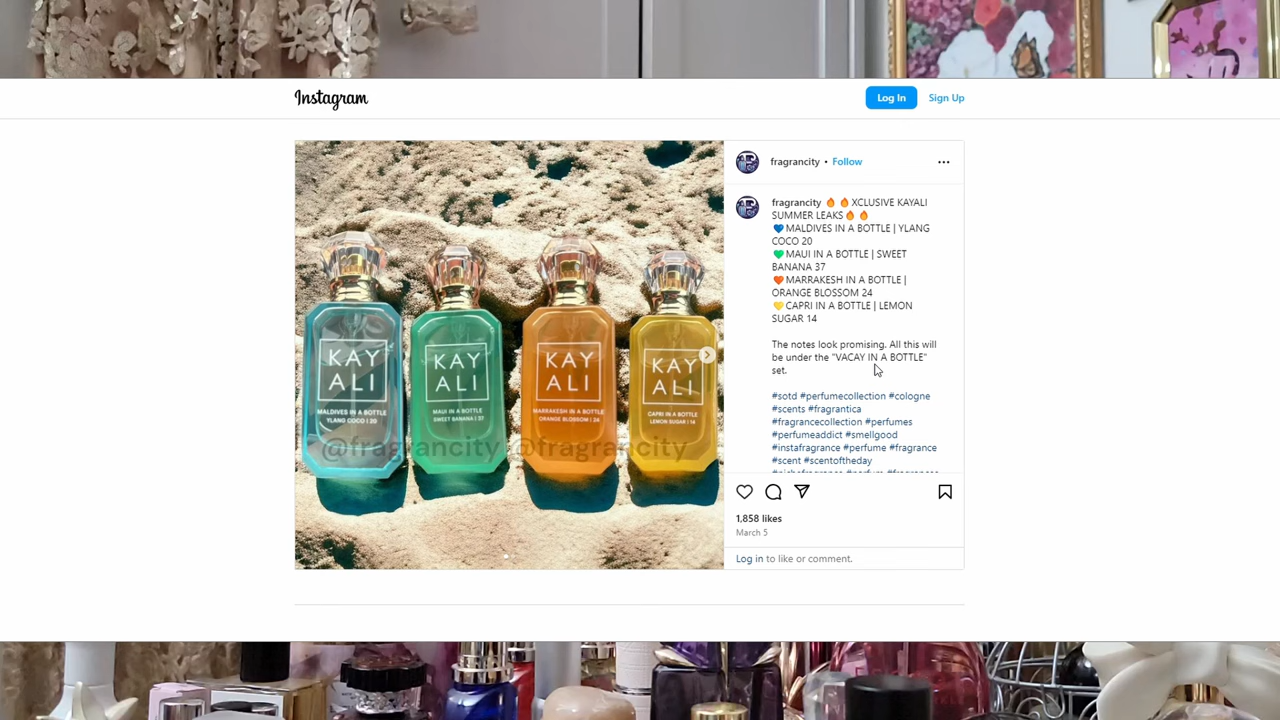 Instagram
Log In
Sign Up
fragrancity • Follow
fragrancity 🔥 🔥XCLUSIVE KAYALI
SUMMER LEAKS🔥 🔥
💙MALDIVES IN A BOTTLE | YLANG
COCO 20
💚MAUI IN A BOTTLE | SWEET
BANANA 37
🧡MARRAKESH IN A BOTTLE |
ORANGE BLOSSOM 24
💛CAPRI IN A BOTTLE | LEMON
SUGAR 14
The notes look promising. All this will
be under the "VACAY IN A BOTTLE"
set.
#sotd #perfumecollection #cologne
#scents #fragrantica
#fragrancecollection #perfumes
#perfumeaddict #smellgood
#instafragrance #perfume #fragrance
#scent #scentoftheday
#nichefragrance #parfum #fragrances
1,858 likes
March 5
Log in to like or comment.
KAY
ALI
MALDIVES IN A BOTTLE
YLANG COCO | 20
KAY
ALI
MAUI IN A BOTTLE
SWEET BANANA | 37
KAY
ALI
MARRAKESH IN A BOTTLE
ORANGE BLOSSOM | 24
KAY
ALI
CAPRI IN A BOTTLE
LEMON SUGAR | 14
@fragrancity @fragrancity